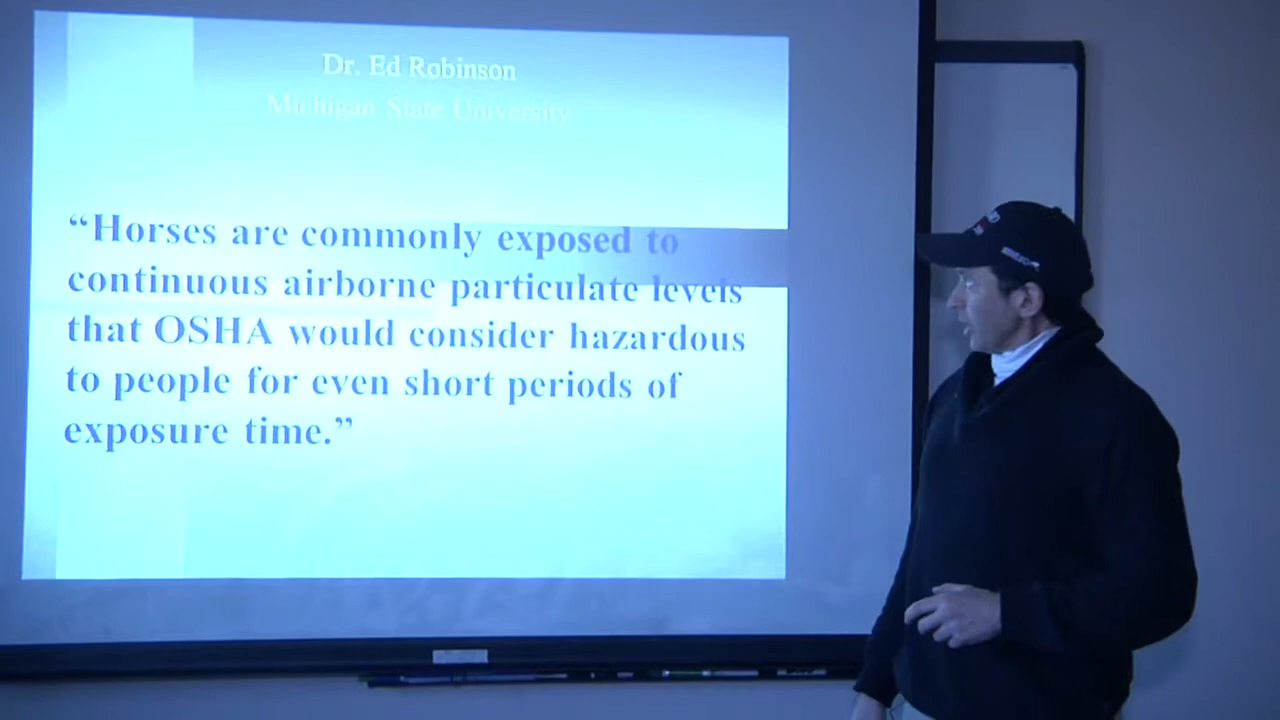 Dr. Ed Robinson
Michigan State University
“Horses are commonly exposed to
continuous airborne particulate levels
that OSHA would consider hazardous
to people for even short periods of
exposure time.”